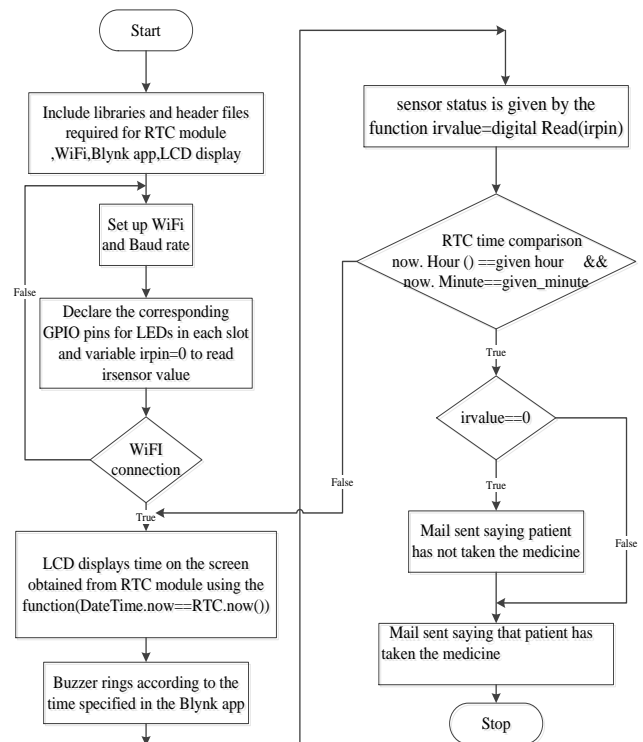 Start
Include libraries and header files
required for RTC module
,WiFi,Blynk app,LCD display
Set up WiFi
and Baud rate
False
Declare the corresponding
GPIO pins for LEDs in each slot
and variable irpin=0 to read
irsensor value
WiFI
connection
True
LCD displays time on the screen
obtained from RTC module using the
function(DateTime.now==RTC.now())
Buzzer rings according to the
time specified in the Blynk app
sensor status is given by the
function irvalue=digital Read(irpin)
RTC time comparison
now. Hour () ==given hour &&
now. Minute==given_minute
False
True
irvalue==0
True
False
Mail sent saying patient
has not taken the medicine
Mail sent saying that patient has
taken the medicine
Stop